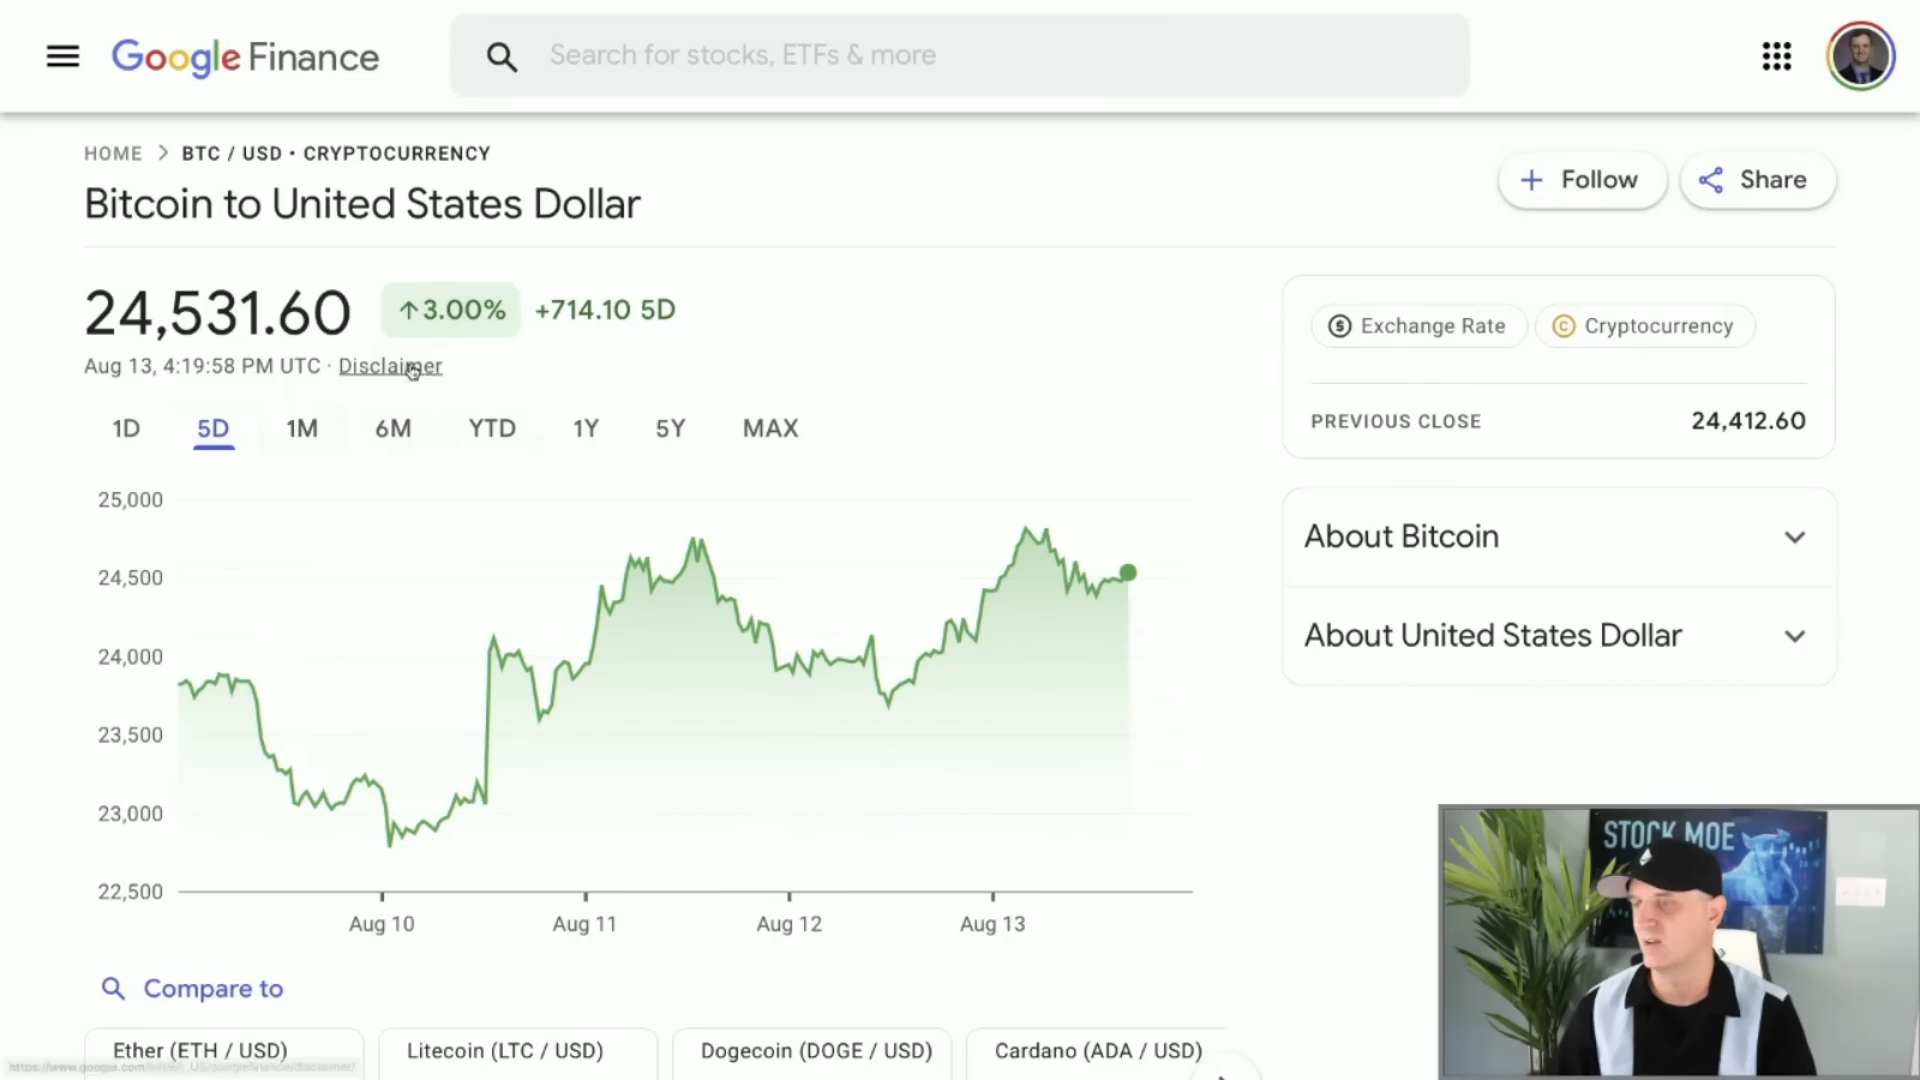 Google Finance
Search for stocks, ETFs & more
HOME > BTC / USD • CRYPTOCURRENCY
Bitcoin to United States Dollar
+ Follow
Share
24,531.60
↑3.00%
+714.10 5D
Aug 13, 4:19:58 PM UTC · Disclaimer
1D 5D 1M 6M YTD 1Y 5Y MAX
25,000
24,500
24,000
23,500
23,000
22,500
Aug 10 Aug 11 Aug 12 Aug 13
Exchange Rate
Cryptocurrency
PREVIOUS CLOSE 24,412.60
About Bitcoin
About United States Dollar
STOCK MOE
Compare to
Ether (ETH / USD)
Litecoin (LTC / USD)
Dogecoin (DOGE / USD)
Cardano (ADA / USD)